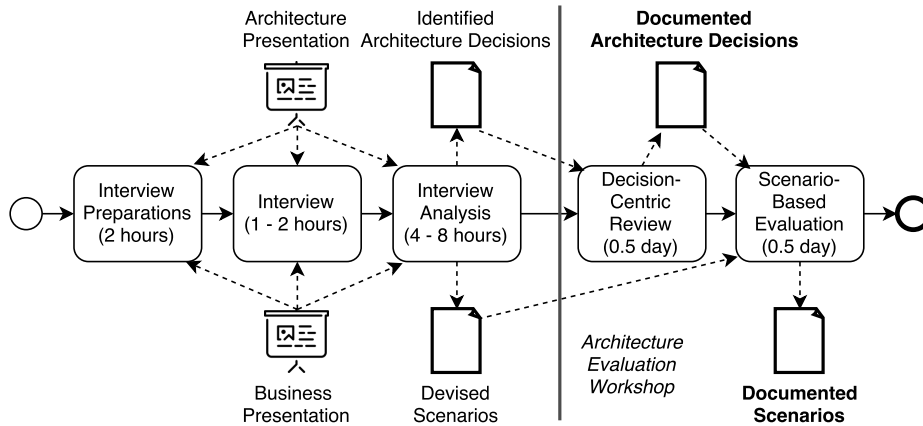 Architecture
Presentation
Identified
Architecture Decisions
Documented
Architecture Decisions
Interview
Preparations
(2 hours)
Interview
(1 - 2 hours)
Interview
Analysis
(4 - 8 hours)
Decision-
Centric
Review
(0.5 day)
Scenario-
Based
Evaluation
(0.5 day)
Business
Presentation
Devised
Scenarios
Architecture
Evaluation
Workshop
Documented
Scenarios